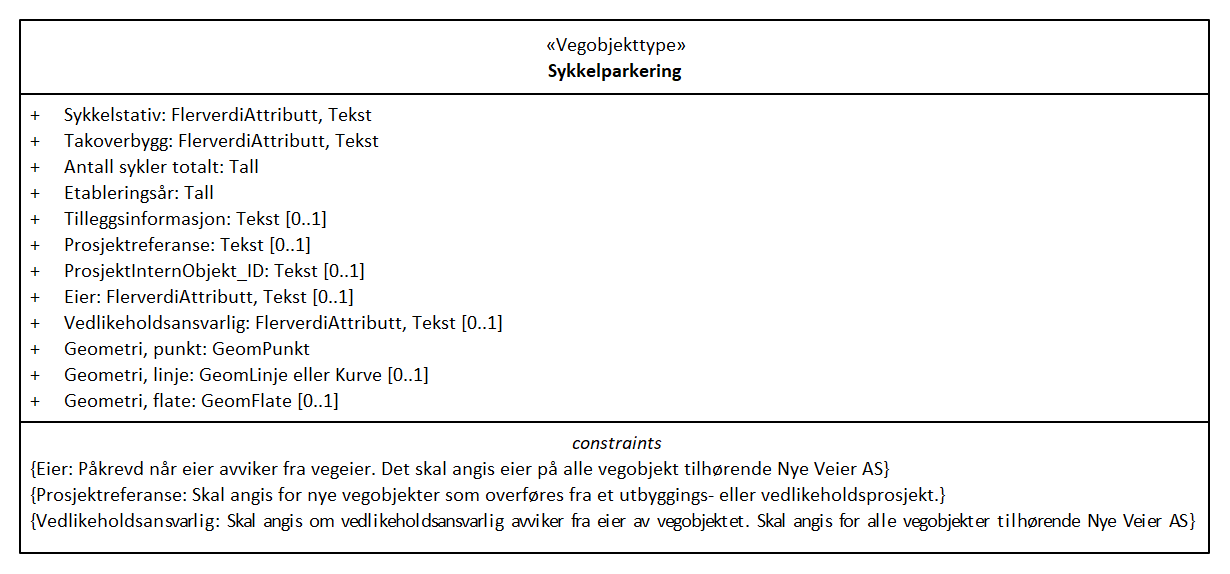 «Vegobjekttype»
Sykkelparkering
+ Sykkelstativ: FlerverdiAttributt, Tekst
+ Takoverbygg: FlerverdiAttributt, Tekst
+ Antall sykler totalt: Tall
+ Etableringsår: Tall
+ Tilleggsinformasjon: Tekst [0..1]
+ Prosjektreferanse: Tekst [0..1]
+ ProsjektInternObjekt_ID: Tekst [0..1]
+ Eier: FlerverdiAttributt, Tekst [0..1]
+ Vedlikeholdsansvarlig: FlerverdiAttributt, Tekst [0..1]
+ Geometri, punkt: GeomPunkt
+ Geometri, linje: GeomLinje eller Kurve [0..1]
+ Geometri, flate: GeomFlate [0..1]
constraints
{Eier: Påkrevd når eier avviker fra vegeier. Det skal angis eier på alle vegobjekt tilhørende Nye Veier AS}
{Prosjektreferanse: Skal angis for nye vegobjekter som overføres fra et utbyggings- eller vedlikeholdsprosjekt.}
{Vedlikeholdsansvarlig: Skal angis om vedlikeholdsansvarlig avviker fra eier av vegobjektet. Skal angis for alle vegobjekter tilhørende Nye Veier AS}